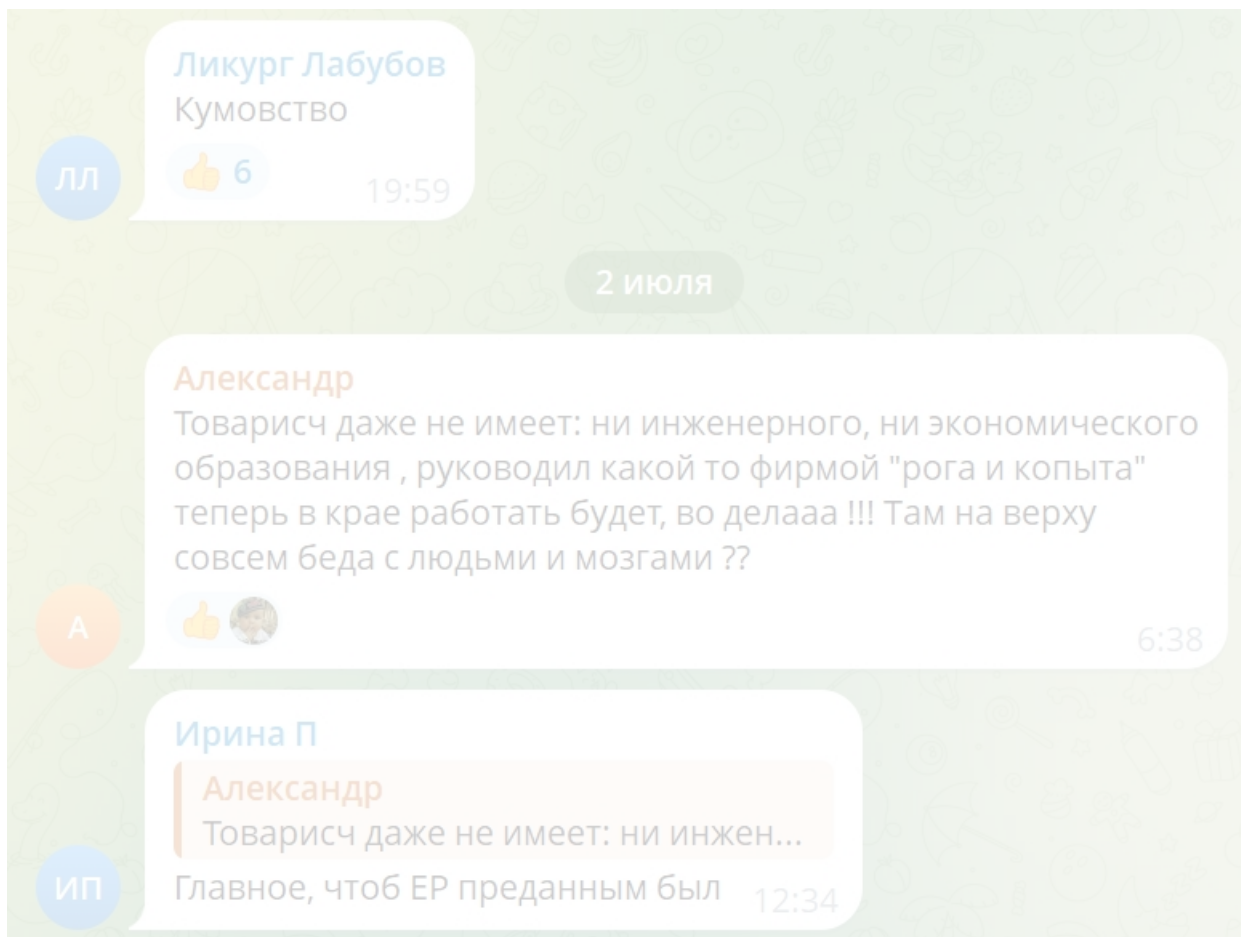 Ликург Лабубов
Кумовство
👍 6
19:59
ЛЛ
2 июля
Александр
Товарисч даже не имеет: ни инженерного, ни экономического
образования , руководил какой то фирмой "рога и копыта"
теперь в крае работать будет, во делааа !!! Там на верху
совсем беда с людьми и мозгами ??
👍
6:38
А
Ирина П
Александр
Товарисч даже не имеет: ни инжен...
Главное, чтоб ЕР преданным был
12:34
ИП